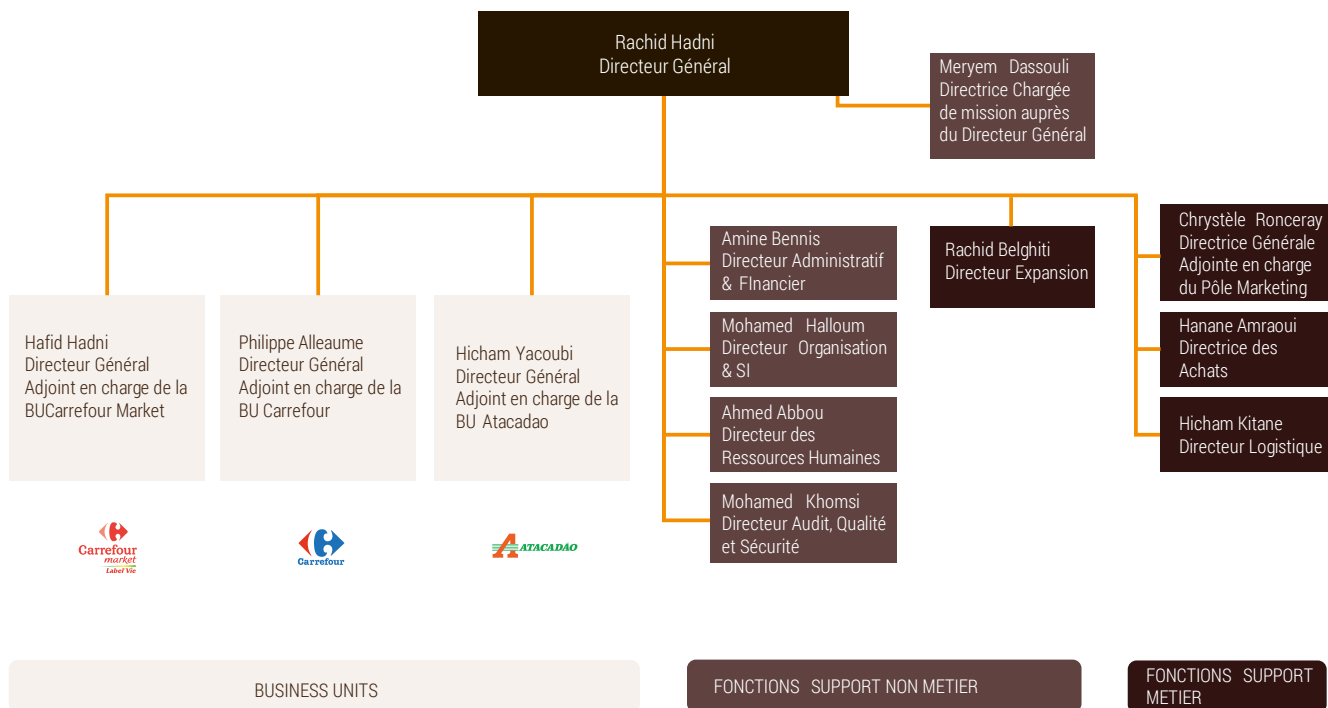 Rachid Hadni
Directeur Général
Meryem Dassouli
Directrice Chargée
de mission auprès
du Directeur Général
Hafid Hadni
Directeur Général
Adjoint en charge de la
BUCarrefour Market
Philippe Alleaume
Directeur Général
Adjoint en charge de la
BU Carrefour
Hicham Yacoubi
Directeur Général
Adjoint en charge de la
BU Atacadao
Amine Bennis
Directeur Administratif
& FInancier
Mohamed Halloum
Directeur Organisation
& SI
Ahmed Abbou
Directeur des
Ressources Humaines
Mohamed Khomsi
Directeur Audit, Qualité
et Sécurité
Rachid Belghiti
Directeur Expansion
Chrystèle Ronceray
Directrice Générale
Adjointe en charge
du Pôle Marketing
Hanane Amraoui
Directrice des
Achats
Hicham Kitane
Directeur Logistique
Carrefour
market
Label Vie
Carrefour
ATACADAO
BUSINESS UNITS
FONCTIONS SUPPORT NON METIER
FONCTIONS SUPPORT
METIER